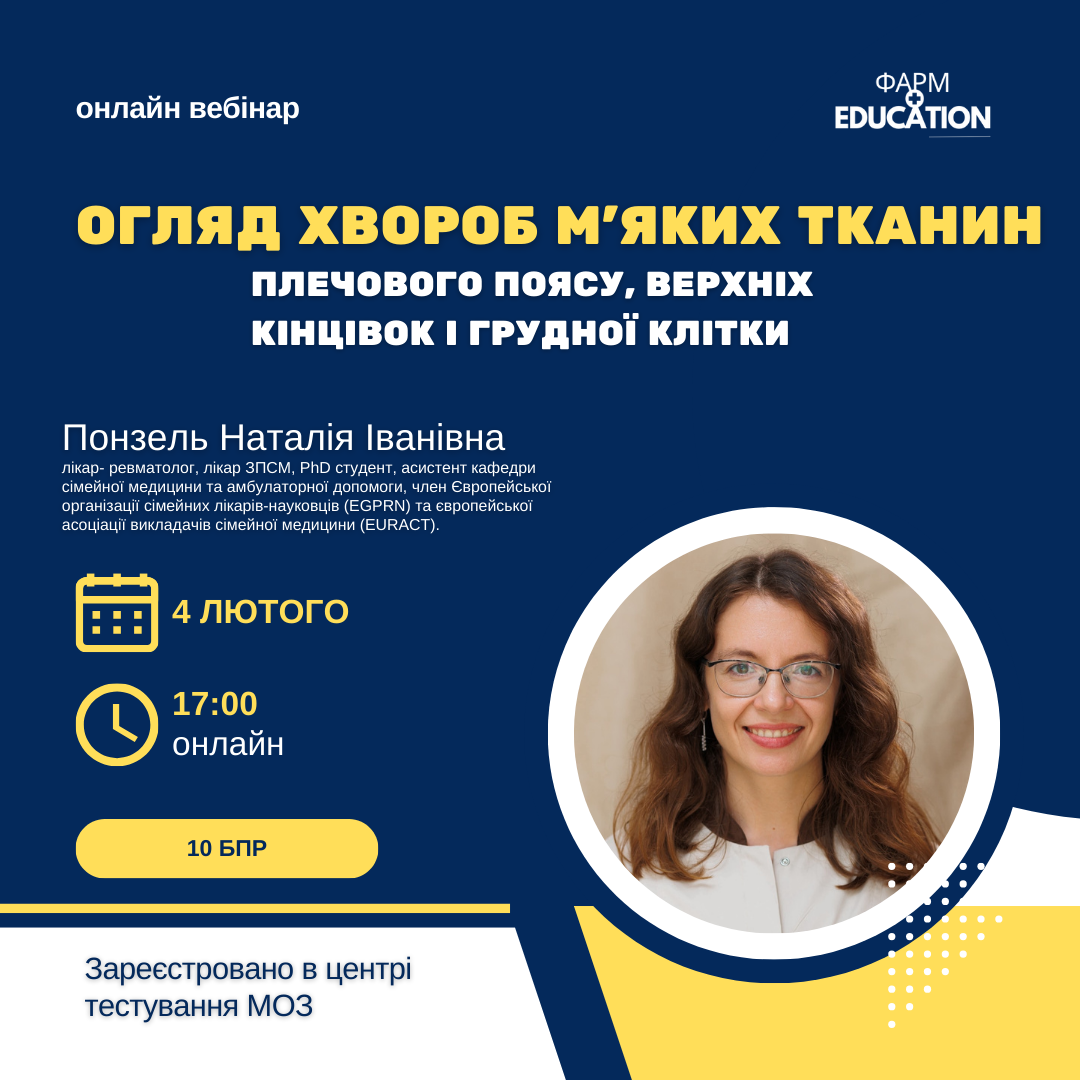 онлайн вебінар
ФАРМ
EDUCATION
ОГЛЯД ХВОРОБ М'ЯКИХ ТКАНИН
ПЛЕЧОВОГО ПОЯСУ, ВЕРХНІХ
КІНЦІВОК І ГРУДНОЇ КЛІТКИ
Понзель Наталія Іванівна
лікар- ревматолог, лікар ЗПСМ, PhD студент, асистент кафедри
сімейної медицини та амбулаторної допомоги, член Європейської
організації сімейних лікарів-науковців (EGPRN) та європейської
асоціації викладачів сімейної медицини (EURACT).
4 ЛЮТОГО
17:00
онлайн
10 БПР
Зареєстровано в центрі
тестування МОЗ